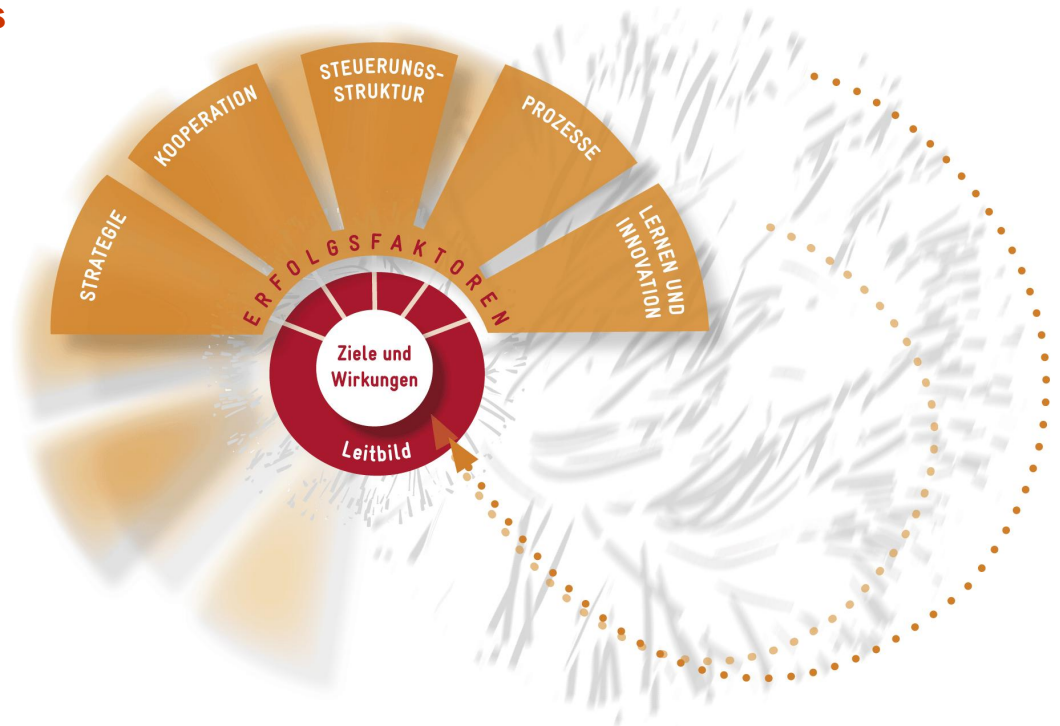 s
STRATEGIE
KOOPERATION
STEUERUNGS-
STRUKTUR
PROZESSE
LERNEN UND
INNOVATION
ERFOLGSFAKTOREN
Ziele und
Wirkungen
Leitbild